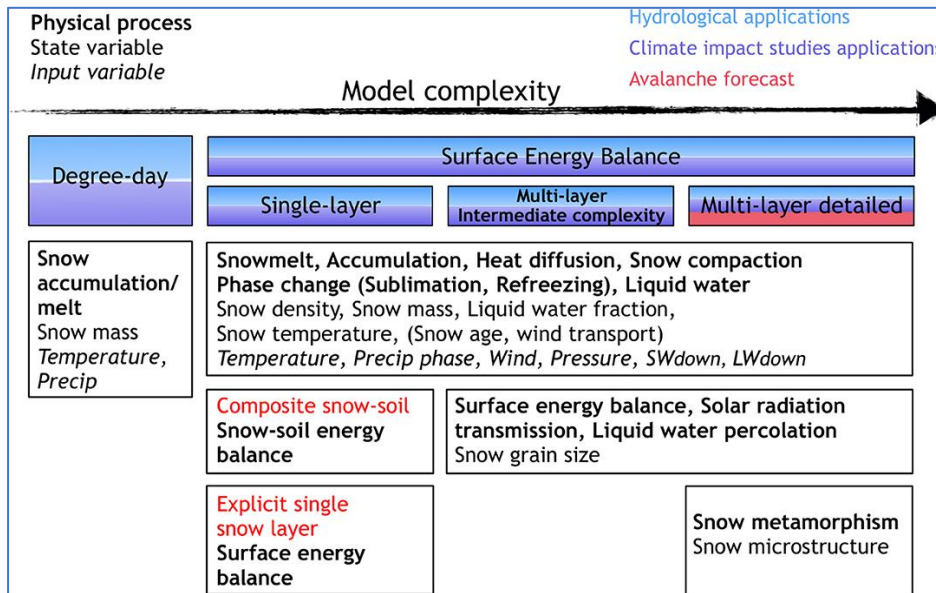 Physical process
State variable
Input variable
Hydrological applications
Climate impact studies applications
Avalanche forecast
Model complexity
Degree-day
Surface Energy Balance
Single-layer
Multi-layer
Intermediate complexity
Multi-layer detailed
Snow
accumulation/
melt
Snow mass
Temperature,
Precip
Snowmelt, Accumulation, Heat diffusion, Snow compaction
Phase change (Sublimation, Refreezing), Liquid water
Snow density, Snow mass, Liquid water fraction,
Snow temperature, (Snow age, wind transport)
Temperature, Precip phase, Wind, Pressure, SWdown, LWdown
Composite snow-soil
Snow-soil energy
balance
Surface energy balance, Solar radiation
transmission, Liquid water percolation
Snow grain size
Explicit single
snow layer
Surface energy
balance
Snow metamorphism
Snow microstructure